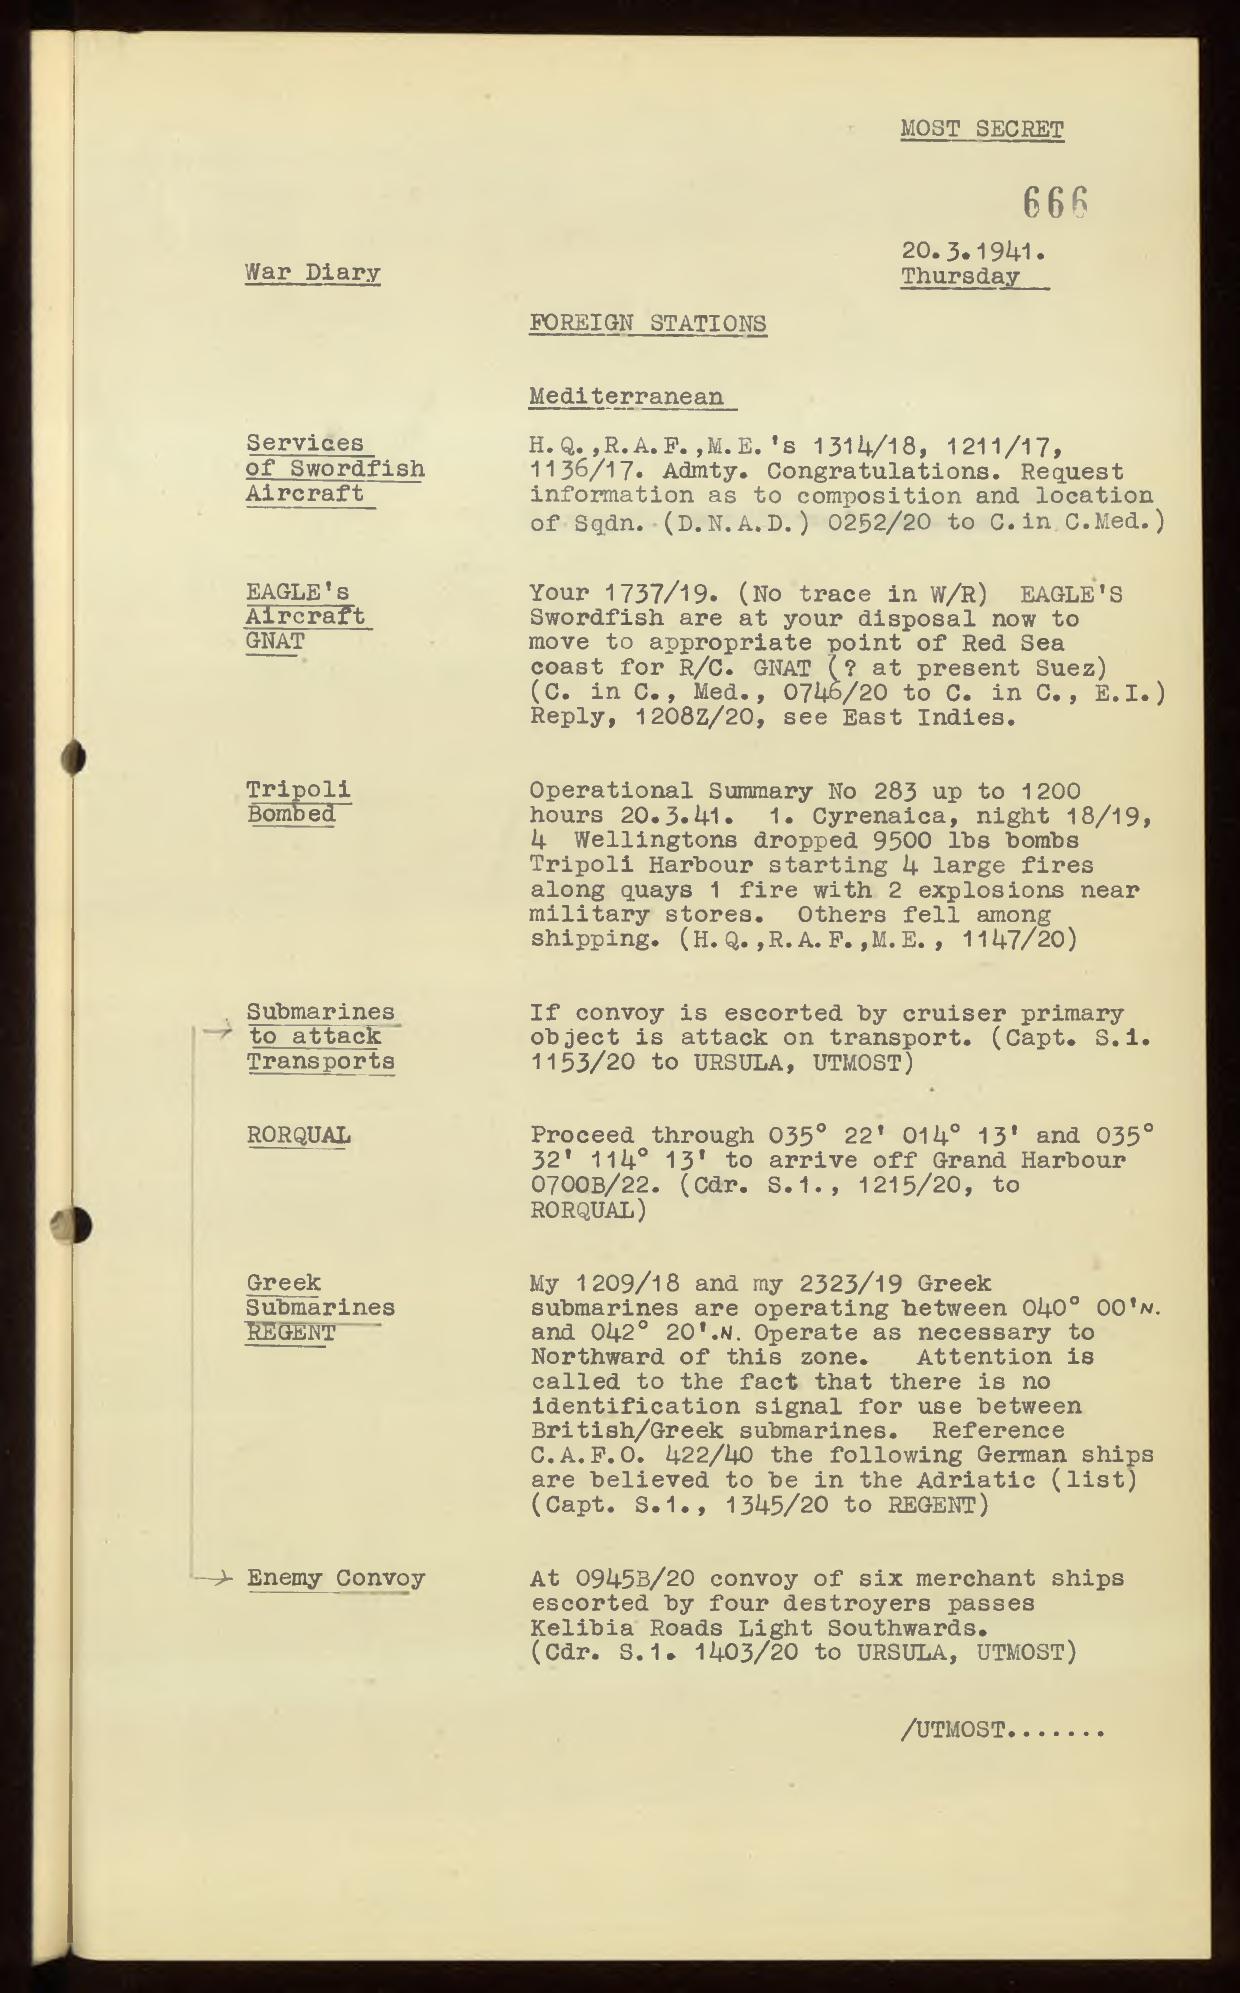 MOST SECRET
666
20.3.1941.
Thursday
War Diary
FOREIGN STATIONS
Mediterranean
Services
of Swordfish
Aircraft
H.Q.,R.A.F.,M.E.'s 1314/18, 1211/17,
1136/17. Admty. Congratulations. Request
information as to composition and location
of Sqdn. (D.N.A.D.) 0252/20 to C.in C.Med.)
EAGLE's
Aircraft
GNAT
Your 1737/19. (No trace in W/R) EAGLE'S
Swordfish are at your disposal now to
move to appropriate point of Red Sea
coast for R/C. GNAT (? at present Suez)
(C. in C., Med., 0746/20 to C. in C., E.I.)
Reply, 1208Z/20, see East Indies.
Tripoli
Bombed
Operational Summary No 283 up to 1200
hours 20.3.41. 1. Cyrenaica, night 18/19,
4 Wellingtons dropped 9500 lbs bombs
Tripoli Harbour starting 4 large fires
along quays 1 fire with 2 explosions near
military stores. Others fell among
shipping. (H.Q.,R.A.F.,M.E., 1147/20)
Submarines
to attack
Transports
If convoy is escorted by cruiser primary
object is attack on transport. (Capt. S.1.
1153/20 to URSULA, UTMOST)
RORQUAL
Proceed through 035° 22' 014° 13' and 035°
32' 114° 13' to arrive off Grand Harbour
0700B/22. (Cdr. S.1., 1215/20, to
RORQUAL)
Greek
Submarines
REGENT
My 1209/18 and my 2323/19 Greek
submarines are operating between 040° 00'N.
and 042° 20'.N. Operate as necessary to
Northward of this zone. Attention is
called to the fact that there is no
identification signal for use between
British/Greek submarines. Reference
C.A.F.O. 422/40 the following German ships
are believed to be in the Adriatic (list)
(Capt. S.1., 1345/20 to REGENT)
Enemy Convoy
At 0945B/20 convoy of six merchant ships
escorted by four destroyers passes
Kelibia Roads Light Southwards.
(Cdr. S.1. 1403/20 to URSULA, UTMOST)
/UTMOST.......